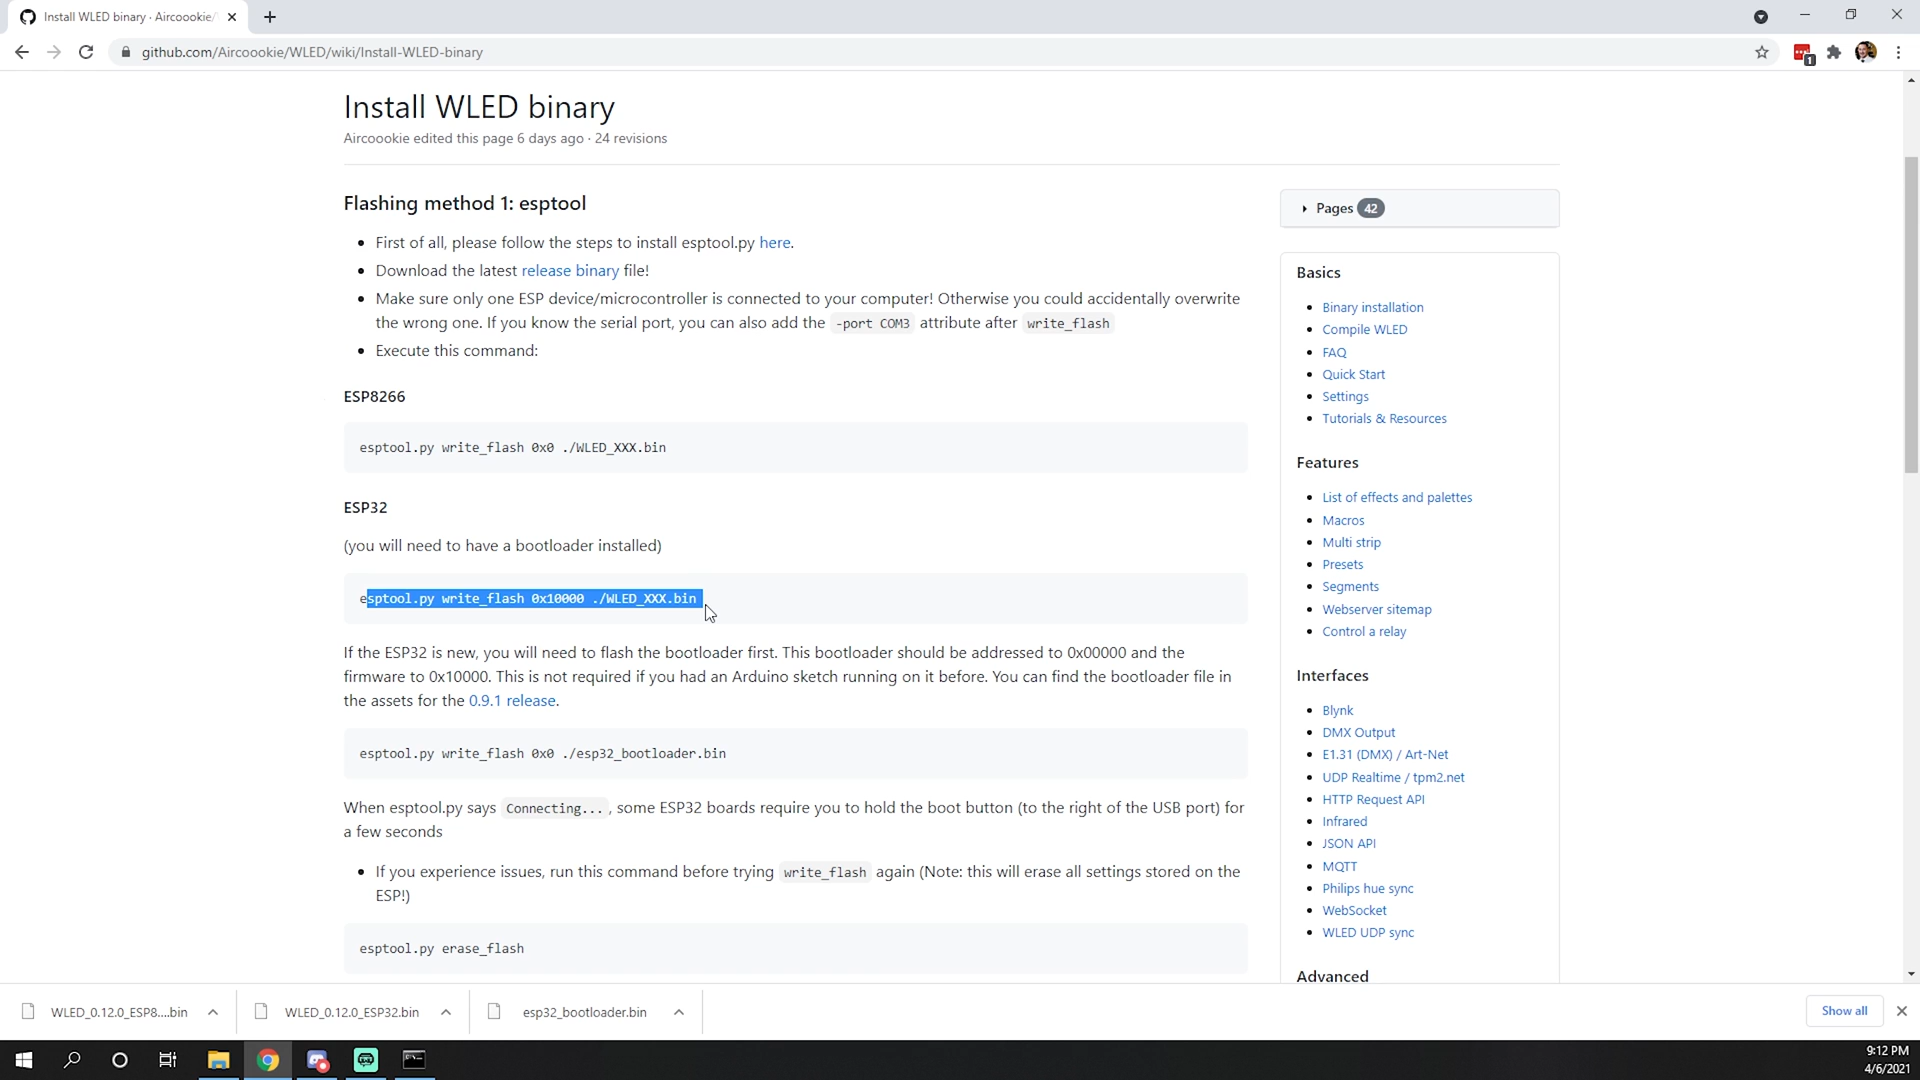 Install WLED binary · Aircoookie/
github.com/Aircoookie/WLED/wiki/Install-WLED-binary
1
Install WLED binary
Aircoookie edited this page 6 days ago · 24 revisions
Flashing method 1: esptool
First of all, please follow the steps to install esptool.py here.
Download the latest release binary file!
Make sure only one ESP device/microcontroller is connected to your computer! Otherwise you could accidentally overwrite
the wrong one. If you know the serial port, you can also add the -port COM3 attribute after write_flash
Execute this command:
ESP8266
esptool.py write_flash 0x0 ./WLED_XXX.bin
ESP32
(you will need to have a bootloader installed)
esptool.py write_flash 0x10000 ./WLED_XXX.bin
If the ESP32 is new, you will need to flash the bootloader first. This bootloader should be addressed to 0x00000 and the
firmware to 0x10000. This is not required if you had an Arduino sketch running on it before. You can find the bootloader file in
the assets for the 0.9.1 release.
esptool.py write_flash 0x0 ./esp32_bootloader.bin
When esptool.py says Connecting..., some ESP32 boards require you to hold the boot button (to the right of the USB port) for
a few seconds
If you experience issues, run this command before trying write_flash again (Note: this will erase all settings stored on the
ESP!)
esptool.py erase_flash
Pages 42
Basics
Binary installation
Compile WLED
FAQ
Quick Start
Settings
Tutorials & Resources
Features
List of effects and palettes
Macros
Multi strip
Presets
Segments
Webserver sitemap
Control a relay
Interfaces
Blynk
DMX Output
E1.31 (DMX) / Art-Net
UDP Realtime / tpm2.net
HTTP Request API
Infrared
JSON API
MQTT
Philips hue sync
WebSocket
WLED UDP sync
Advanced
WLED_0.12.0_ESP8....bin
WLED_0.12.0_ESP32.bin
esp32_bootloader.bin
Show all
9:12 PM
4/6/2021